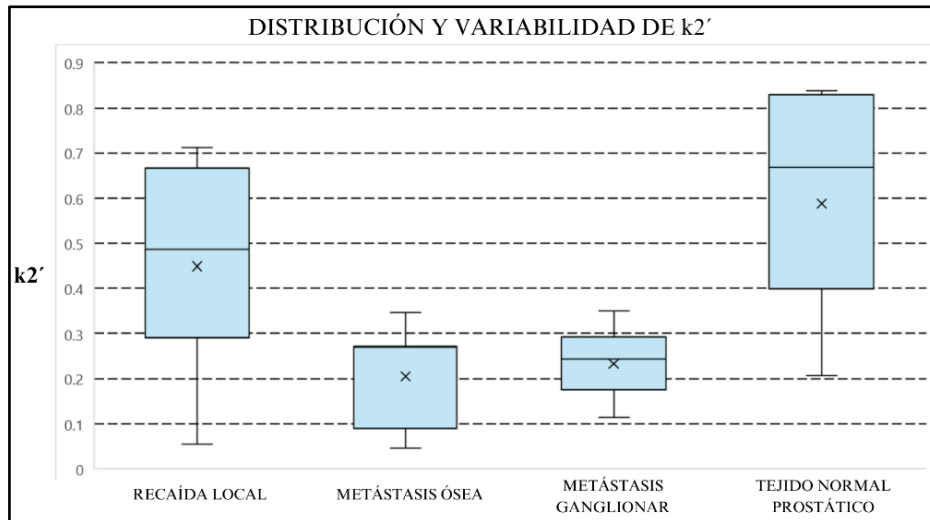 DISTRIBUCIÓN Y VARIABILIDAD DE k2´
0.9
0.8
0.7
0.6
0.5
0.4
0.3
0.2
0.1
0
k2´
RECAÍDA LOCAL
METÁSTASIS ÓSEA
METÁSTASIS
GANGLIONAR
TEJIDO NORMAL
PROSTÁTICO